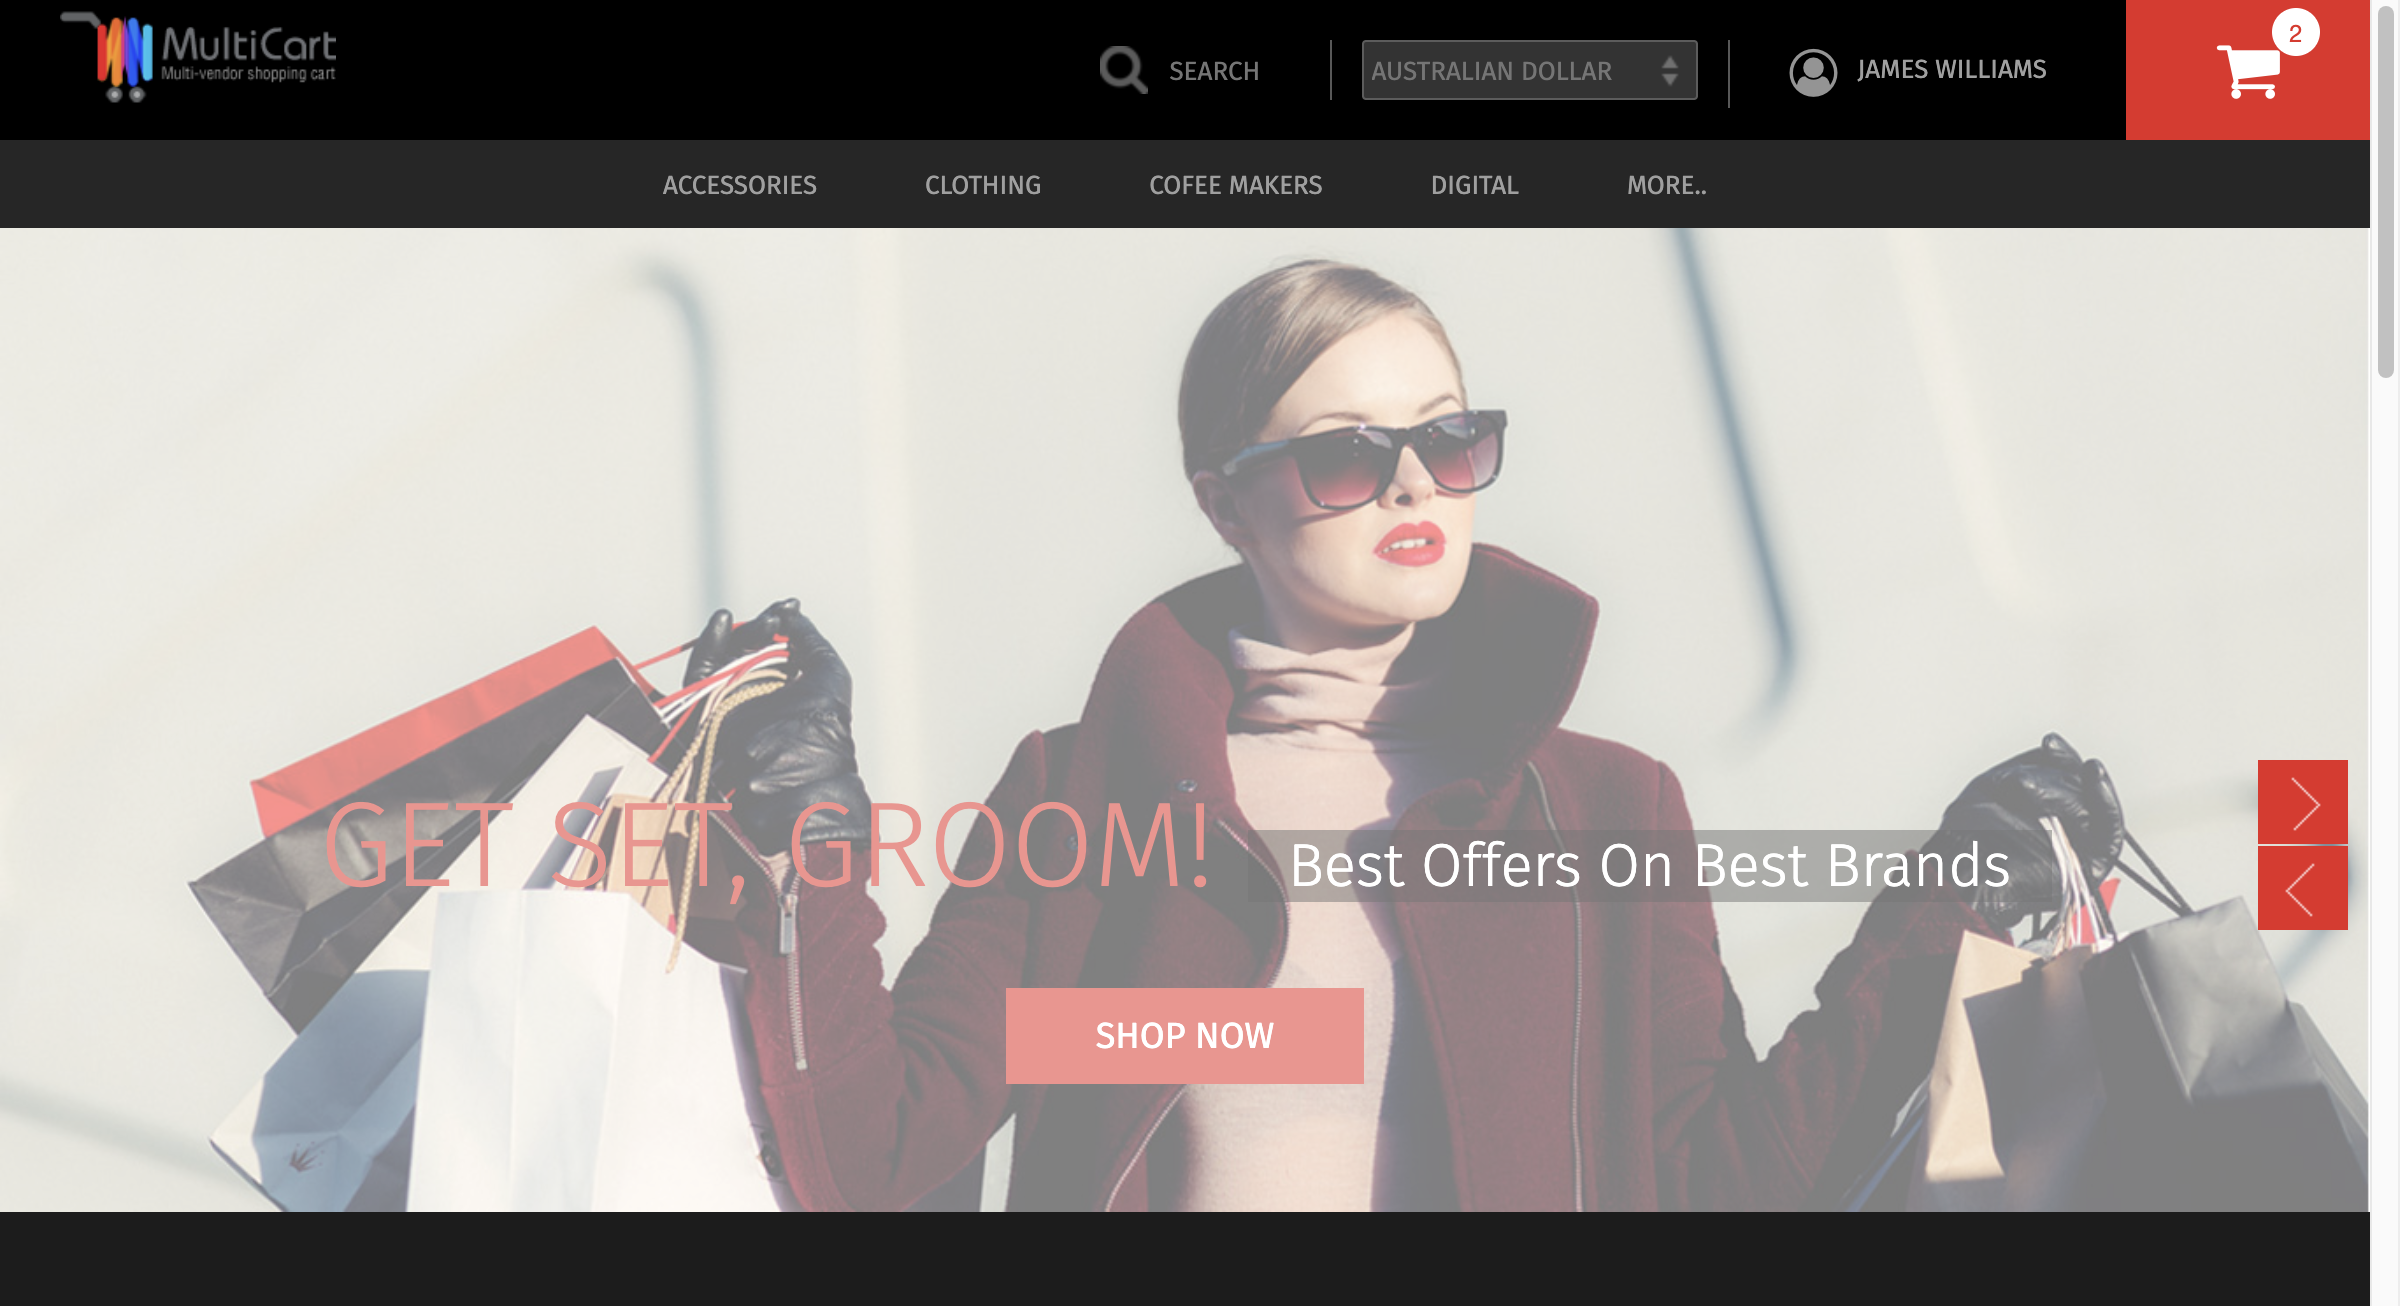 MultiCart
Multi-vendor shopping cart
SEARCH
AUSTRALIAN DOLLAR
JAMES WILLIAMS
2
ACCESSORIES
CLOTHING
COFEE MAKERS
DIGITAL
MORE..
GET SET, GROOM!
Best Offers On Best Brands
SHOP NOW